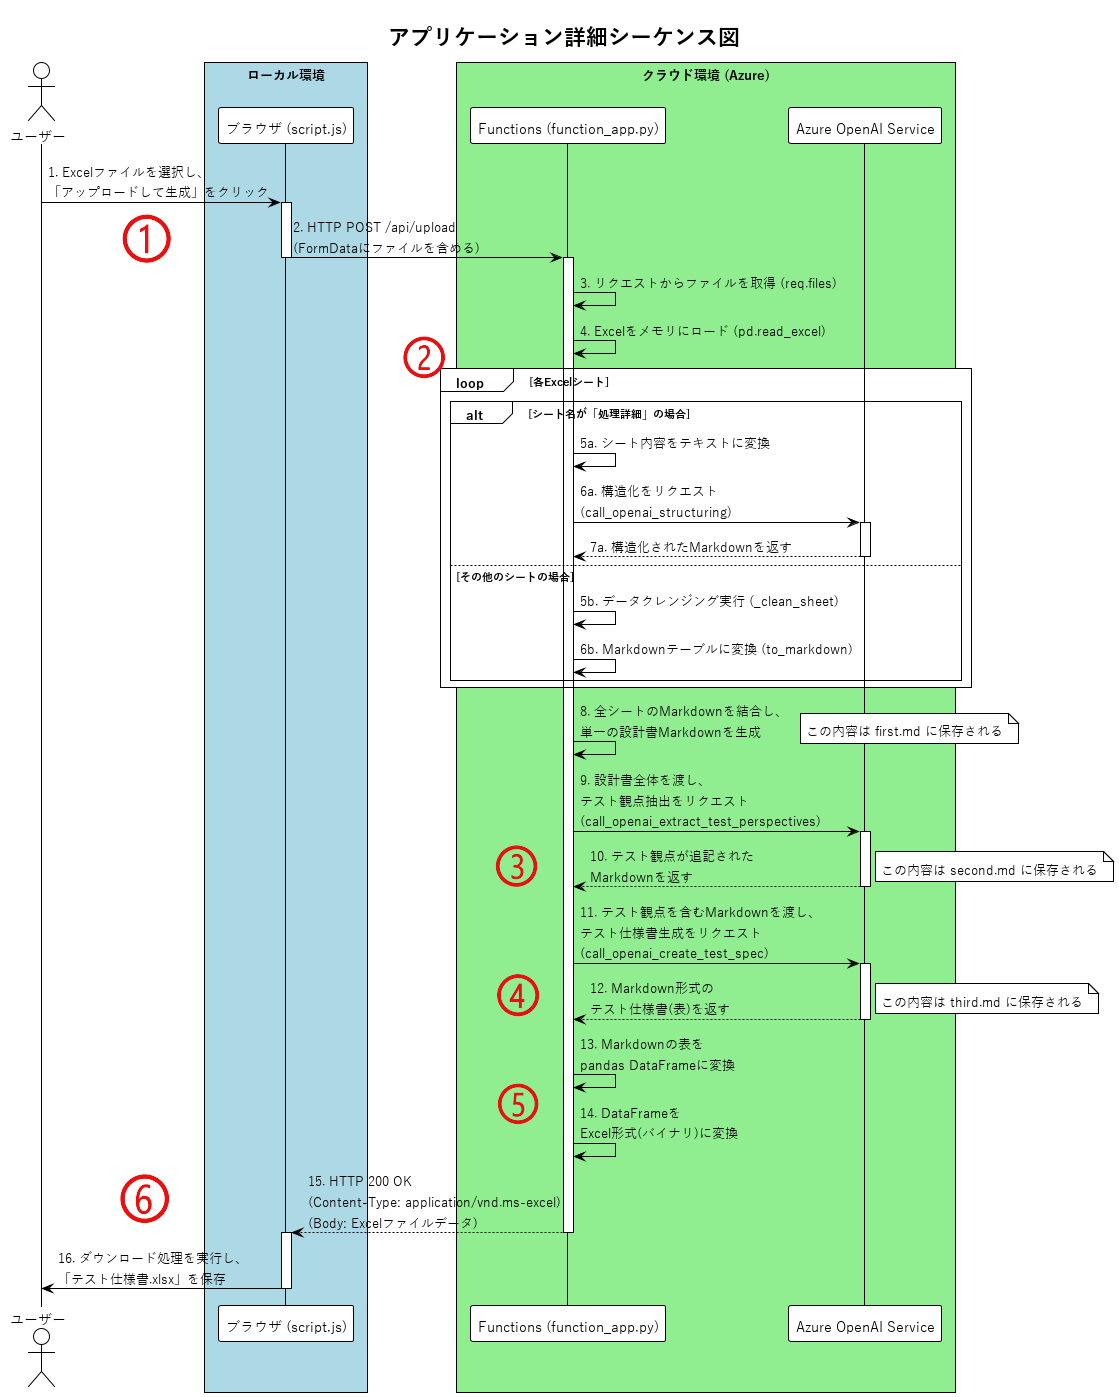 アプリケーション詳細シーケンス図
ローカル環境
クラウド環境 (Azure)
ユーザー
ブラウザ (script.js)
Functions (function_app.py)
Azure OpenAI Service
1. Excelファイルを選択し、
「アップロードして生成」をクリック
①
2. HTTP POST /api/upload
(FormDataにファイルを含める)
3. リクエストからファイルを取得 (req.files)
4. Excelをメモリにロード (pd.read_excel)
②
loop
[各Excelシート]
alt
[シート名が「処理詳細」の場合]
5a. シート内容をテキストに変換
6a. 構造化をリクエスト
(call_openai_structuring)
7a. 構造化されたMarkdownを返す
[その他のシートの場合]
5b. データクレンジング実行 (_clean_sheet)
6b. Markdownテーブルに変換 (to_markdown)
8. 全シートのMarkdownを結合し、
単一の設計書Markdownを生成
この内容は first.md に保存される
9. 設計書全体を渡し、
テスト観点抽出をリクエスト
(call_openai_extract_test_perspectives)
③
10. テスト観点が追記された
Markdownを返す
この内容は second.md に保存される
11. テスト観点を含むMarkdownを渡し、
テスト仕様書生成をリクエスト
(call_openai_create_test_spec)
④
12. Markdown形式の
テスト仕様書(表)を返す
この内容は third.md に保存される
13. Markdownの表を
pandas DataFrameに変換
⑤
14. DataFrameを
Excel形式(バイナリ)に変換
⑥
15. HTTP 200 OK
(Content-Type: application/vnd.ms-excel)
(Body: Excelファイルデータ)
16. ダウンロード処理を実行し、
「テスト仕様書.xlsx」を保存
ユーザー
ブラウザ (script.js)
Functions (function_app.py)
Azure OpenAI Service